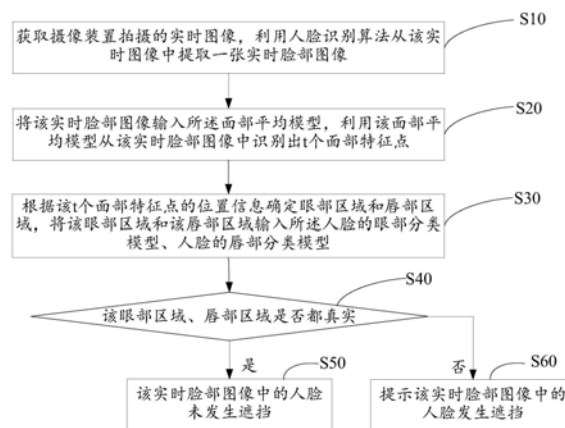 S10
获取摄像装置拍摄的实时图像，利用人脸识别算法从该实
时图像中提取一张实时脸部图像
S20
将该实时脸部图像输入所述面部平均模型，利用该面部平
均模型从该实时脸部图像中识别出t个面部特征点
S30
根据该t个面部特征点的位置信息确定眼部区域和唇部区
域，将该眼部区域和该唇部区域输入所述人脸的眼部分类
模型、人脸的唇部分类模型
S40
该眼部区域、唇部区域是否都真实
是
S50
否
S60
该实时脸部图像中的人脸
未发生遮挡
提示该实时脸部图像中的
人脸发生遮挡